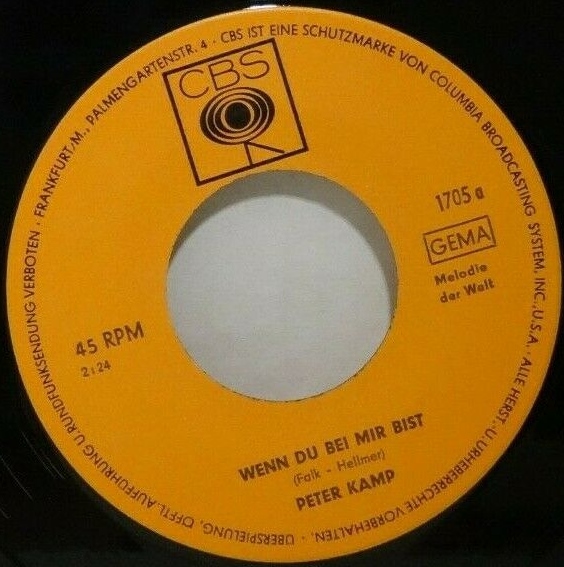 FRANKFURT/M., PALMENGARTENSTR. 4 · CBS IST EINE SCHUTZMARKE VON COLUMBIA BROADCASTING SYSTEM, INC., U.S.A. · ALLE HERST.- U. URHEBERRECHTE VORBEHALTEN. · ÜBERSPIELUNG, ÖFFTL. AUFFÜHRUNG U. RUNDFUNKSENDUNG VERBOTEN ·
CBS
1705 a
GEMA
Melodie
der Welt
45 RPM
2:24
WENN DU BEI MIR BIST
(Falk - Hellmer)
PETER KAMP